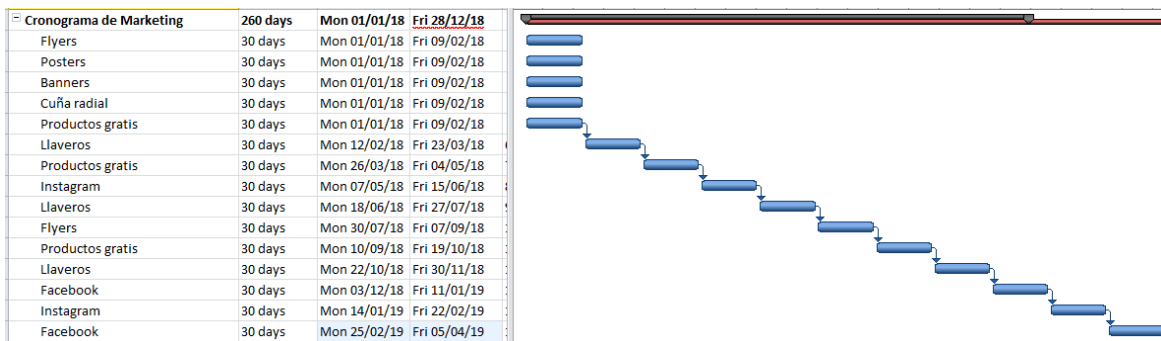 Cronograma de Marketing 260 days Mon 01/01/18 Fri 28/12/18
Flyers 30 days Mon 01/01/18 Fri 09/02/18
Posters 30 days Mon 01/01/18 Fri 09/02/18
Banners 30 days Mon 01/01/18 Fri 09/02/18
Cuña radial 30 days Mon 01/01/18 Fri 09/02/18
Productos gratis 30 days Mon 01/01/18 Fri 09/02/18
Llaveros 30 days Mon 12/02/18 Fri 23/03/18
Productos gratis 30 days Mon 26/03/18 Fri 04/05/18
Instagram 30 days Mon 07/05/18 Fri 15/06/18
Llaveros 30 days Mon 18/06/18 Fri 27/07/18
Flyers 30 days Mon 30/07/18 Fri 07/09/18
Productos gratis 30 days Mon 10/09/18 Fri 19/10/18
Llaveros 30 days Mon 22/10/18 Fri 30/11/18
Facebook 30 days Mon 03/12/18 Fri 11/01/19
Instagram 30 days Mon 14/01/19 Fri 22/02/19
Facebook 30 days Mon 25/02/19 Fri 05/04/19